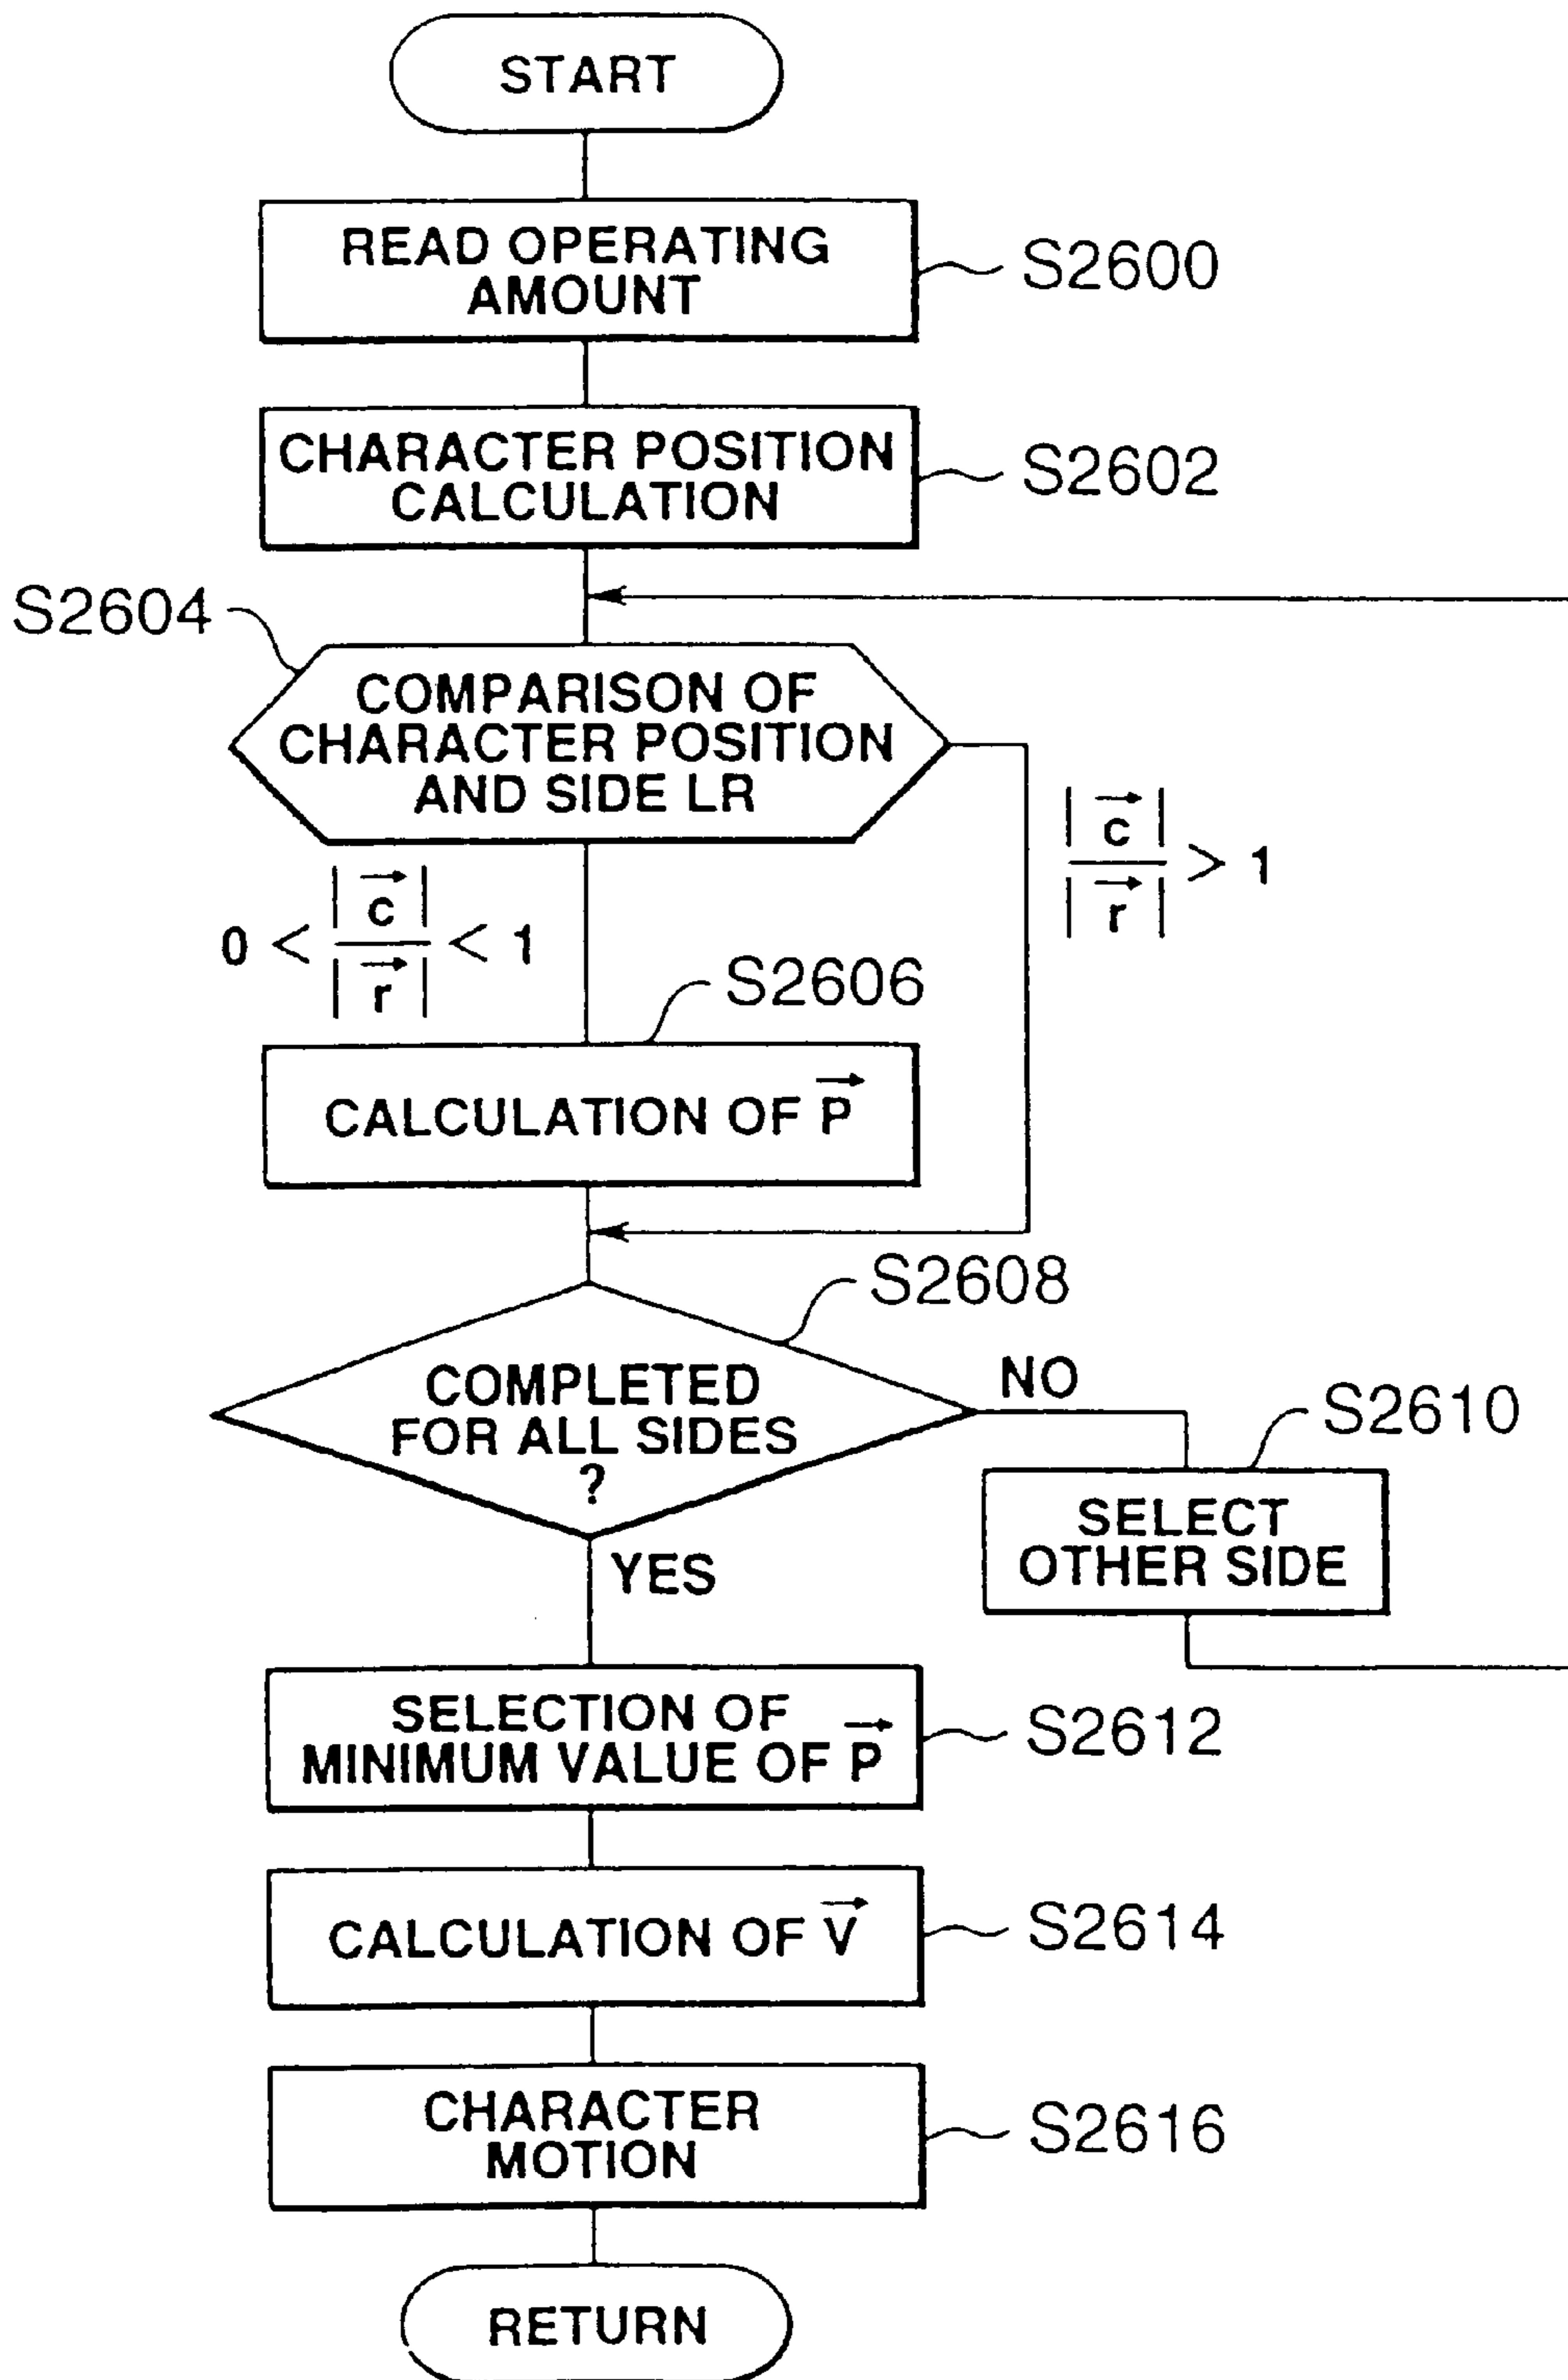 START
READ OPERATING
AMOUNT
S2600
CHARACTER POSITION
CALCULATION
S2602
S2604
COMPARISON OF
CHARACTER POSITION
AND SIDE LR
0 < |c⃗| / |r⃗| < 1
|c⃗| / |r⃗| > 1
S2606
CALCULATION OF P⃗
S2608
COMPLETED
FOR ALL SIDES
?
NO
S2610
SELECT
OTHER SIDE
YES
SELECTION OF
MINIMUM VALUE OF P⃗
S2612
CALCULATION OF V⃗
S2614
CHARACTER
MOTION
S2616
RETURN